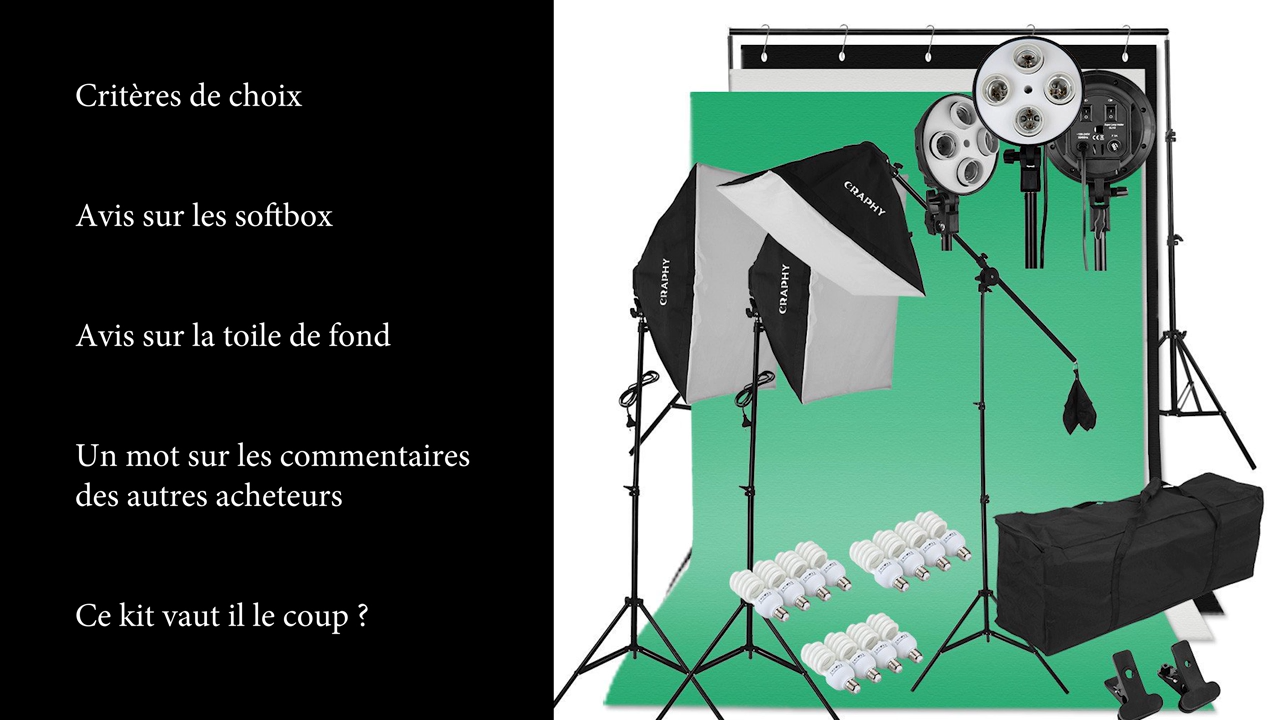 Critères de choix
Avis sur les softbox
Avis sur la toile de fond
Un mot sur les commentaires
des autres acheteurs
Ce kit vaut il le coup ?
CRAPHY
CRAPHY
CRAPHY